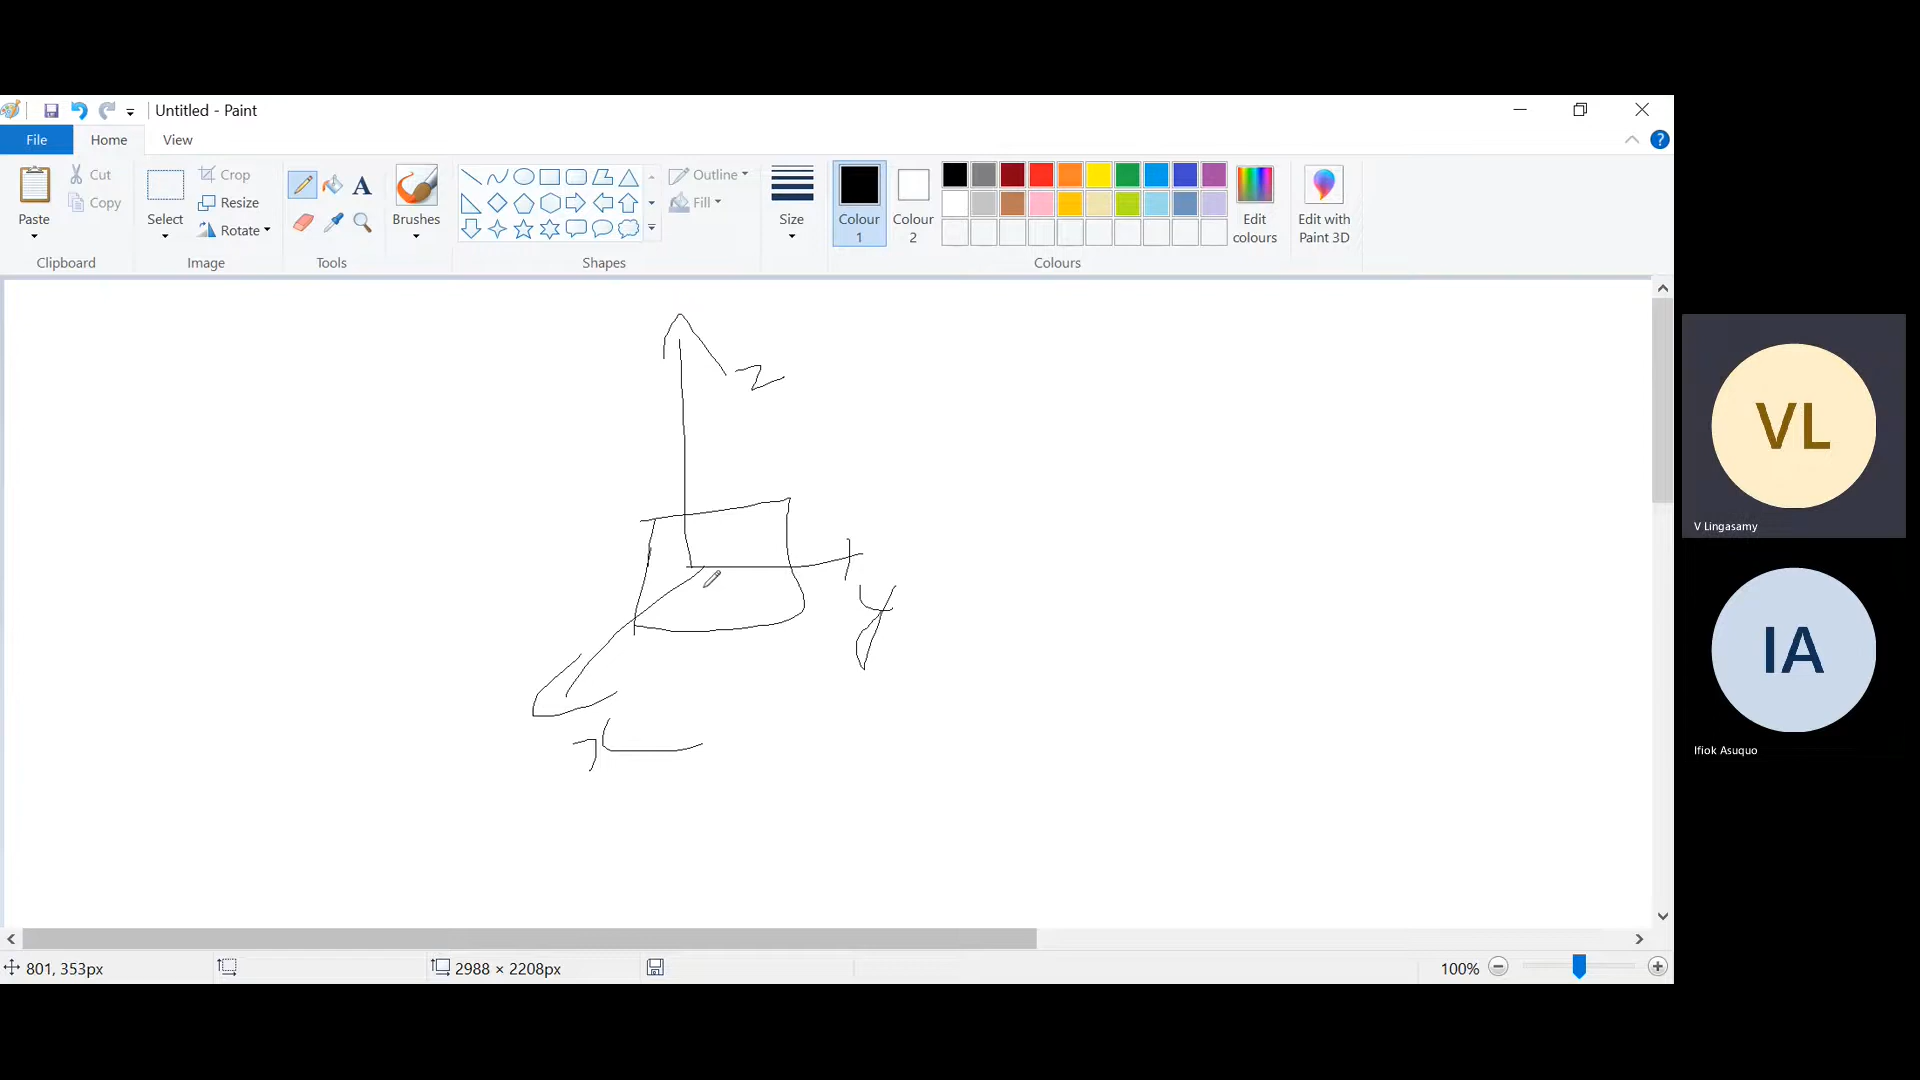 Untitled - Paint
File Home View
Paste
Cut
Copy
Clipboard
Select
Crop
Resize
Rotate
Image
A
Tools
Brushes
Shapes
Outline
Fill
Size
Colour 1
Colour 2
Edit colours
Edit with Paint 3D
Colours
?
z
y
x
VL
V Lingasamy
IA
Ifiok Asuquo
801, 353px
2988 × 2208px
100%